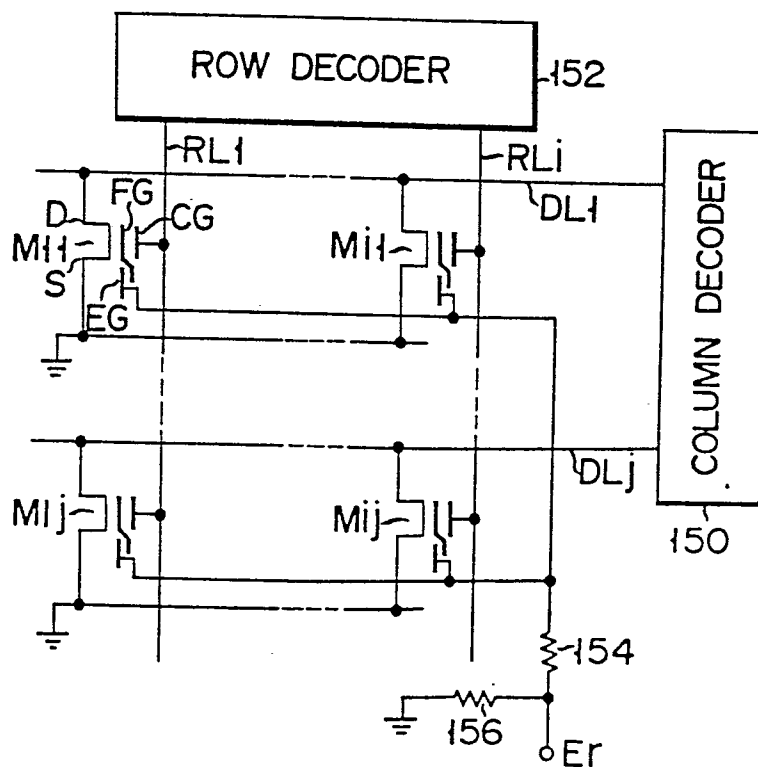 ROW DECODER
152
RL1
RLi
FG
D
CG
DL1
M11
Mi1
S
EG
COLUMN DECODER
DLj
M1j
Mij
150
154
156
Er